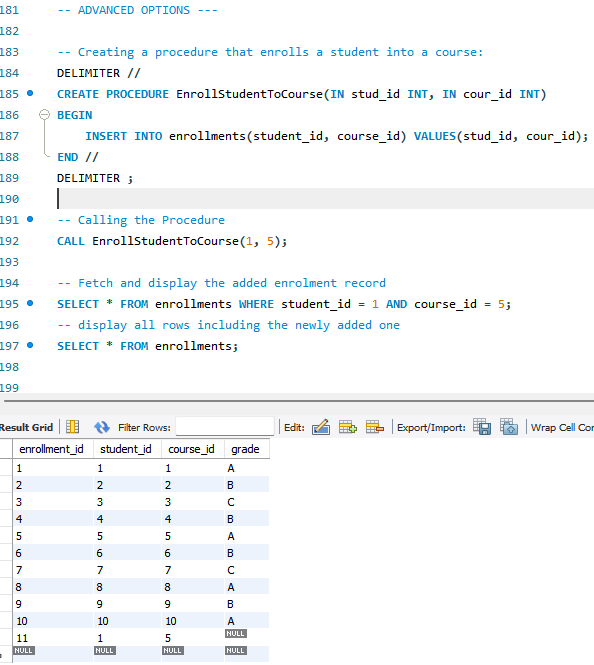 181 -- ADVANCED OPTIONS ---
182
183 -- Creating a procedure that enrolls a student into a course:
184 DELIMITER //
185 CREATE PROCEDURE EnrollStudentToCourse(IN stud_id INT, IN cour_id INT)
186 BEGIN
187 INSERT INTO enrollments(student_id, course_id) VALUES(stud_id, cour_id);
188 END //
189 DELIMITER ;
190
191 -- Calling the Procedure
192 CALL EnrollStudentToCourse(1, 5);
193
194 -- Fetch and display the added enrolment record
195 SELECT * FROM enrollments WHERE student_id = 1 AND course_id = 5;
196 -- display all rows including the newly added one
197 SELECT * FROM enrollments;
198
199
Result Grid Filter Rows: Edit: Export/Import: Wrap Cell Cor
enrollment_id student_id course_id grade
1 1 1 A
2 2 2 B
3 3 3 C
4 4 4 B
5 5 5 A
6 6 6 B
7 7 7 C
8 8 8 A
9 9 9 B
10 10 10 A
11 1 5 NULL
NULL NULL NULL NULL